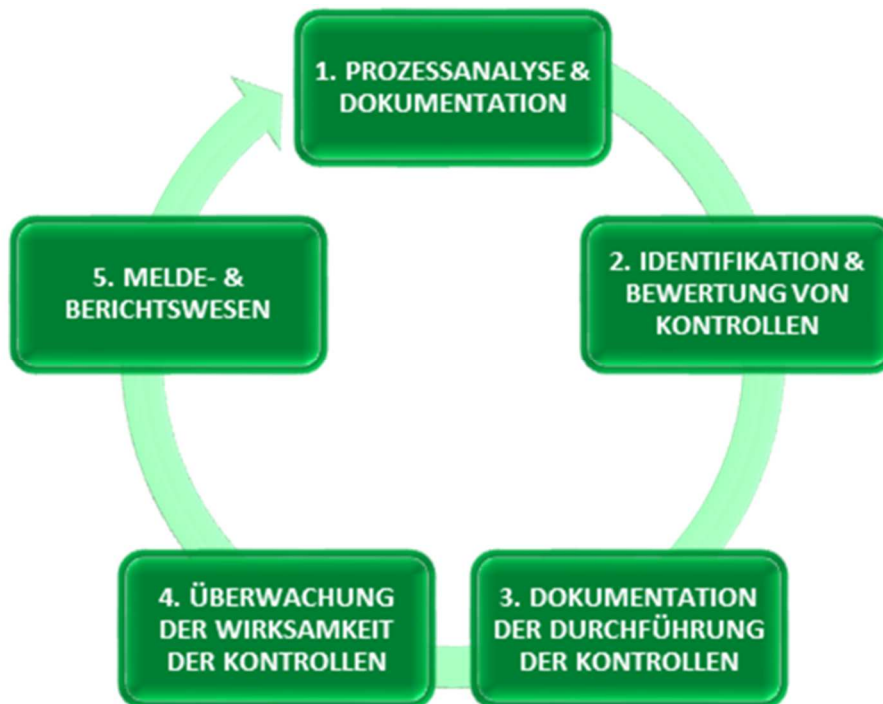 1. PROZESSANALYSE &
DOKUMENTATION
2. IDENTIFIKATION &
BEWERTUNG VON
KONTROLLEN
3. DOKUMENTATION
DER DURCHFÜHRUNG
DER KONTROLLEN
4. ÜBERWACHUNG
DER WIRKSAMKEIT
DER KONTROLLEN
5. MELDE- &
BERICHTSWESEN